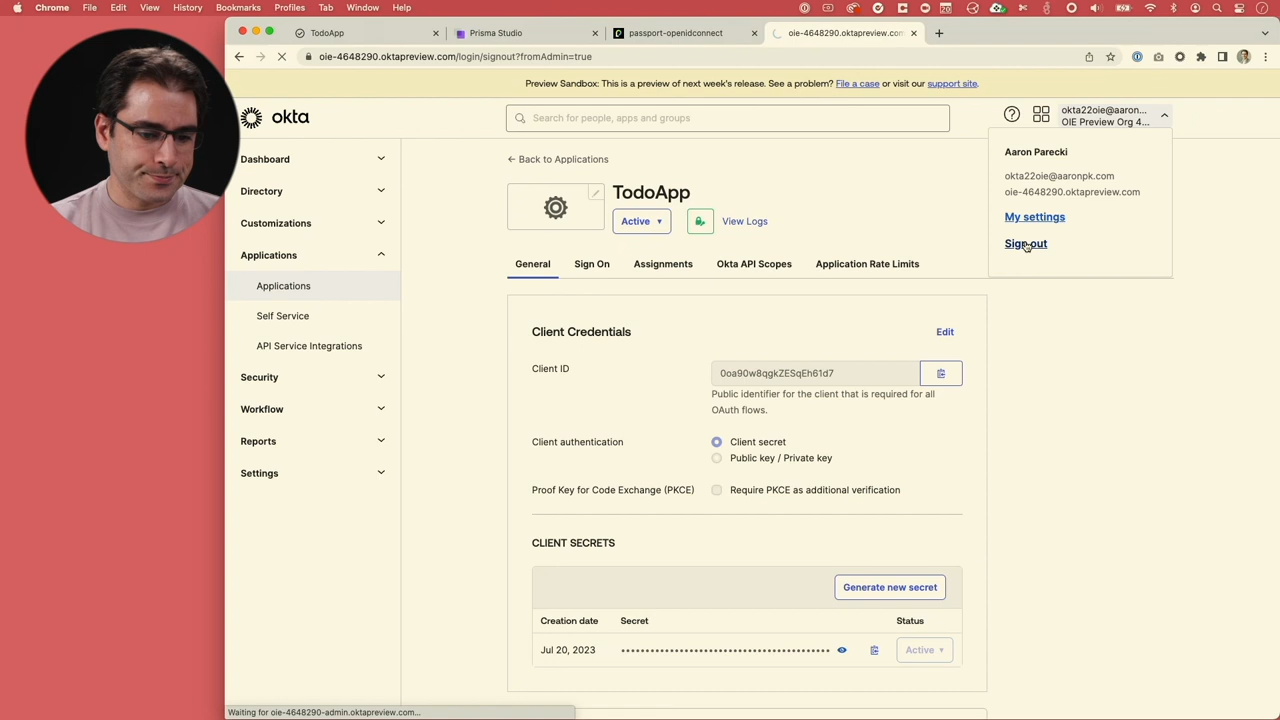 Chrome File Edit View History Bookmarks Profiles Tab Window Help
TodoApp
Prisma Studio
passport-openidconnect
oie-4648290.oktapreview.com/
oie-4648290.oktapreview.com/login/signout?fromAdmin=true
Preview Sandbox: This is a preview of next week's release. See a problem? File a case or visit our support site.
okta
Search for people, apps and groups
okta22oie@aaron...
OIE Preview Org 4...
Aaron Parecki
okta22oie@aaronpk.com
oie-4648290.oktapreview.com
My settings
Sign out
Dashboard
Directory
Customizations
Applications
Applications
Self Service
API Service Integrations
Security
Workflow
Reports
Settings
← Back to Applications
TodoApp
Active
View Logs
General Sign On Assignments Okta API Scopes Application Rate Limits
Client Credentials
Edit
Client ID
0oa90w8qgkZESqEh61d7
Public identifier for the client that is required for all
OAuth flows.
Client authentication
Client secret
Public key / Private key
Proof Key for Code Exchange (PKCE)
Require PKCE as additional verification
CLIENT SECRETS
Generate new secret
Creation date Secret Status
Jul 20, 2023 Active
Waiting for oie-4648290-admin.oktapreview.com...